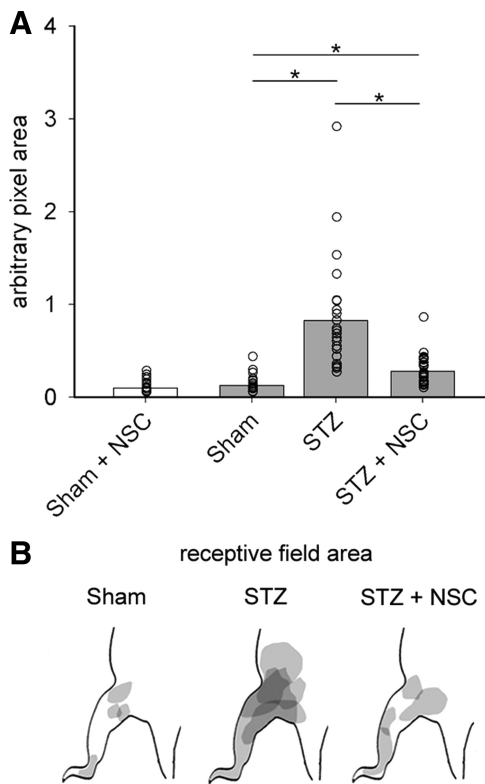 A
4
3
2
1
0
arbitrary pixel area
*
*
*
Sham + NSC
Sham
STZ
STZ + NSC
B
receptive field area
Sham STZ STZ + NSC